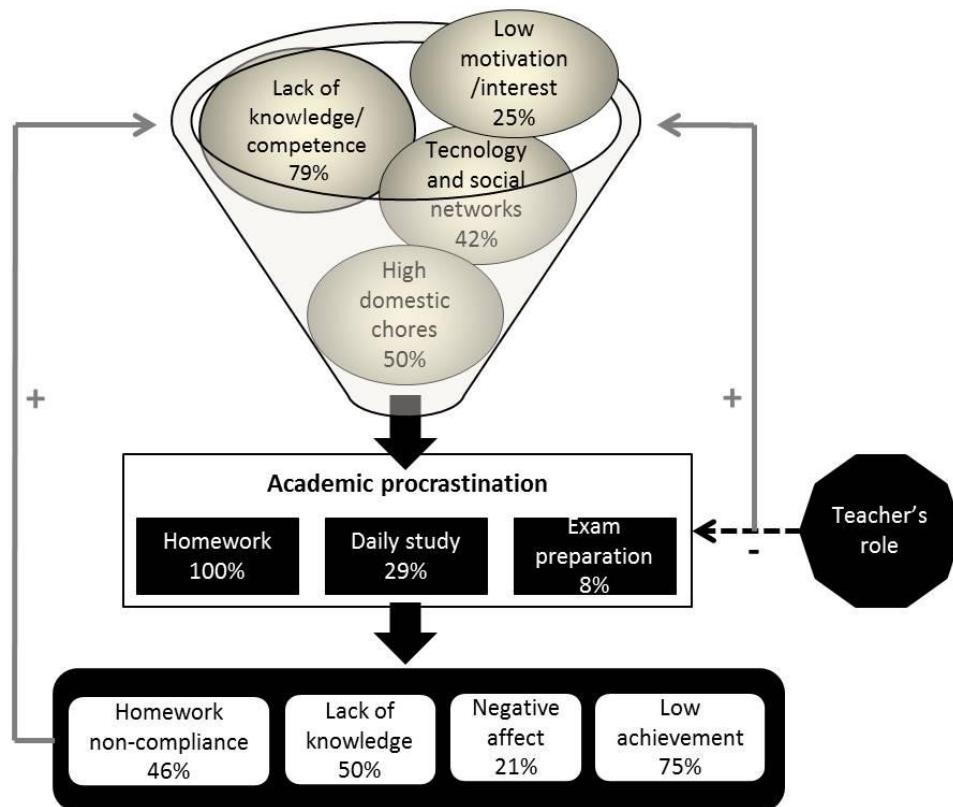 Low
motivation
/interest
25%
Lack of
knowledge/
competence
79%
Tecnology
and social
networks
42%
High
domestic
chores
50%
+
+
Academic procrastination
Homework
100%
Daily study
29%
Exam
preparation
8%
Teacher's
role
-
Homework
non-compliance
46%
Lack of
knowledge
50%
Negative
affect
21%
Low
achievement
75%